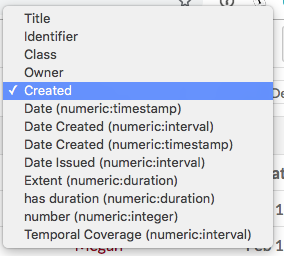 Title
Identifier
Class
Owner
✓ Created
Date (numeric:timestamp)
Date Created (numeric:interval)
Date Created (numeric:timestamp)
Date Issued (numeric:interval)
Extent (numeric:duration)
has duration (numeric:duration)
number (numeric:integer)
Temporal Coverage (numeric:interval)